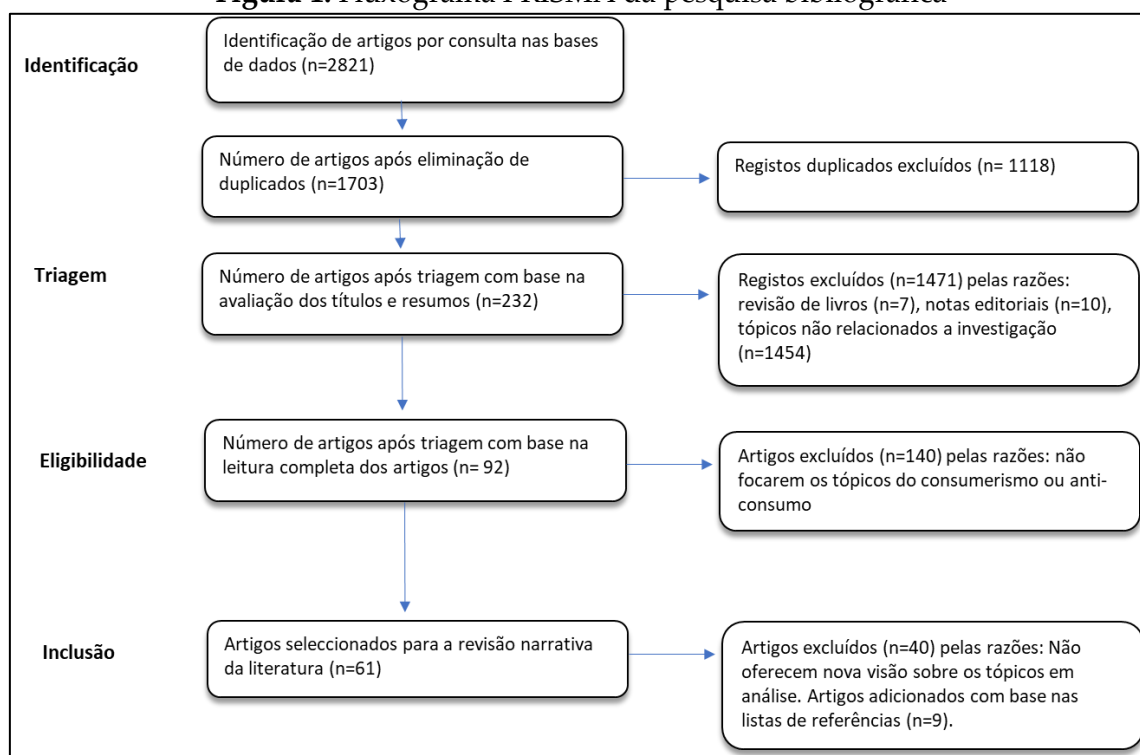 Figura 1. Fluxograma PRISMA da pesquisa bibliográfica
Identificação
Identificação de artigos por consulta nas bases
de dados (n=2821)
Número de artigos após eliminação de
duplicados (n=1703)
Registos duplicados excluídos (n= 1118)
Triagem
Número de artigos após triagem com base na
avaliação dos títulos e resumos (n=232)
Registos excluídos (n=1471) pelas razões:
revisão de livros (n=7), notas editoriais (n=10),
tópicos não relacionados a investigação
(n=1454)
Eligibilidade
Número de artigos após triagem com base na
leitura completa dos artigos (n= 92)
Artigos excluídos (n=140) pelas razões: não
focarem os tópicos do consumerismo ou anti-
consumo
Inclusão
Artigos seleccionados para a revisão narrativa
da literatura (n=61)
Artigos excluídos (n=40) pelas razões: Não
oferecem nova visão sobre os tópicos em
análise. Artigos adicionados com base nas
listas de referências (n=9).